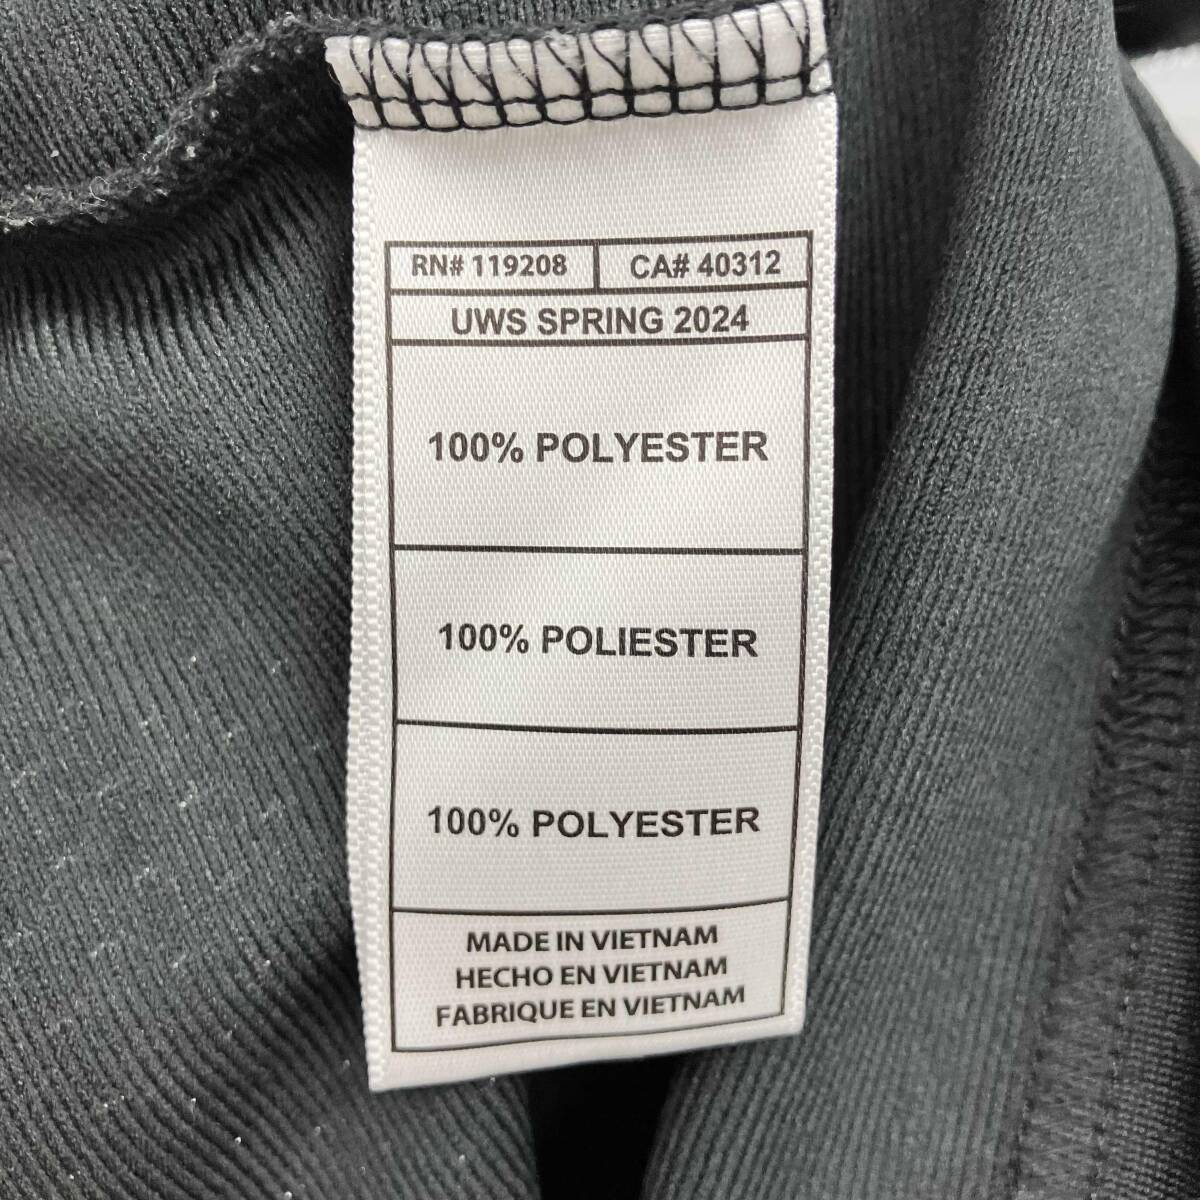 RN# 119208 CA# 40312
UWS SPRING 2024
100% POLYESTER
100% POLIESTER
100% POLYESTER
MADE IN VIETNAM
HECHO EN VIETNAM
FABRIQUE EN VIETNAM